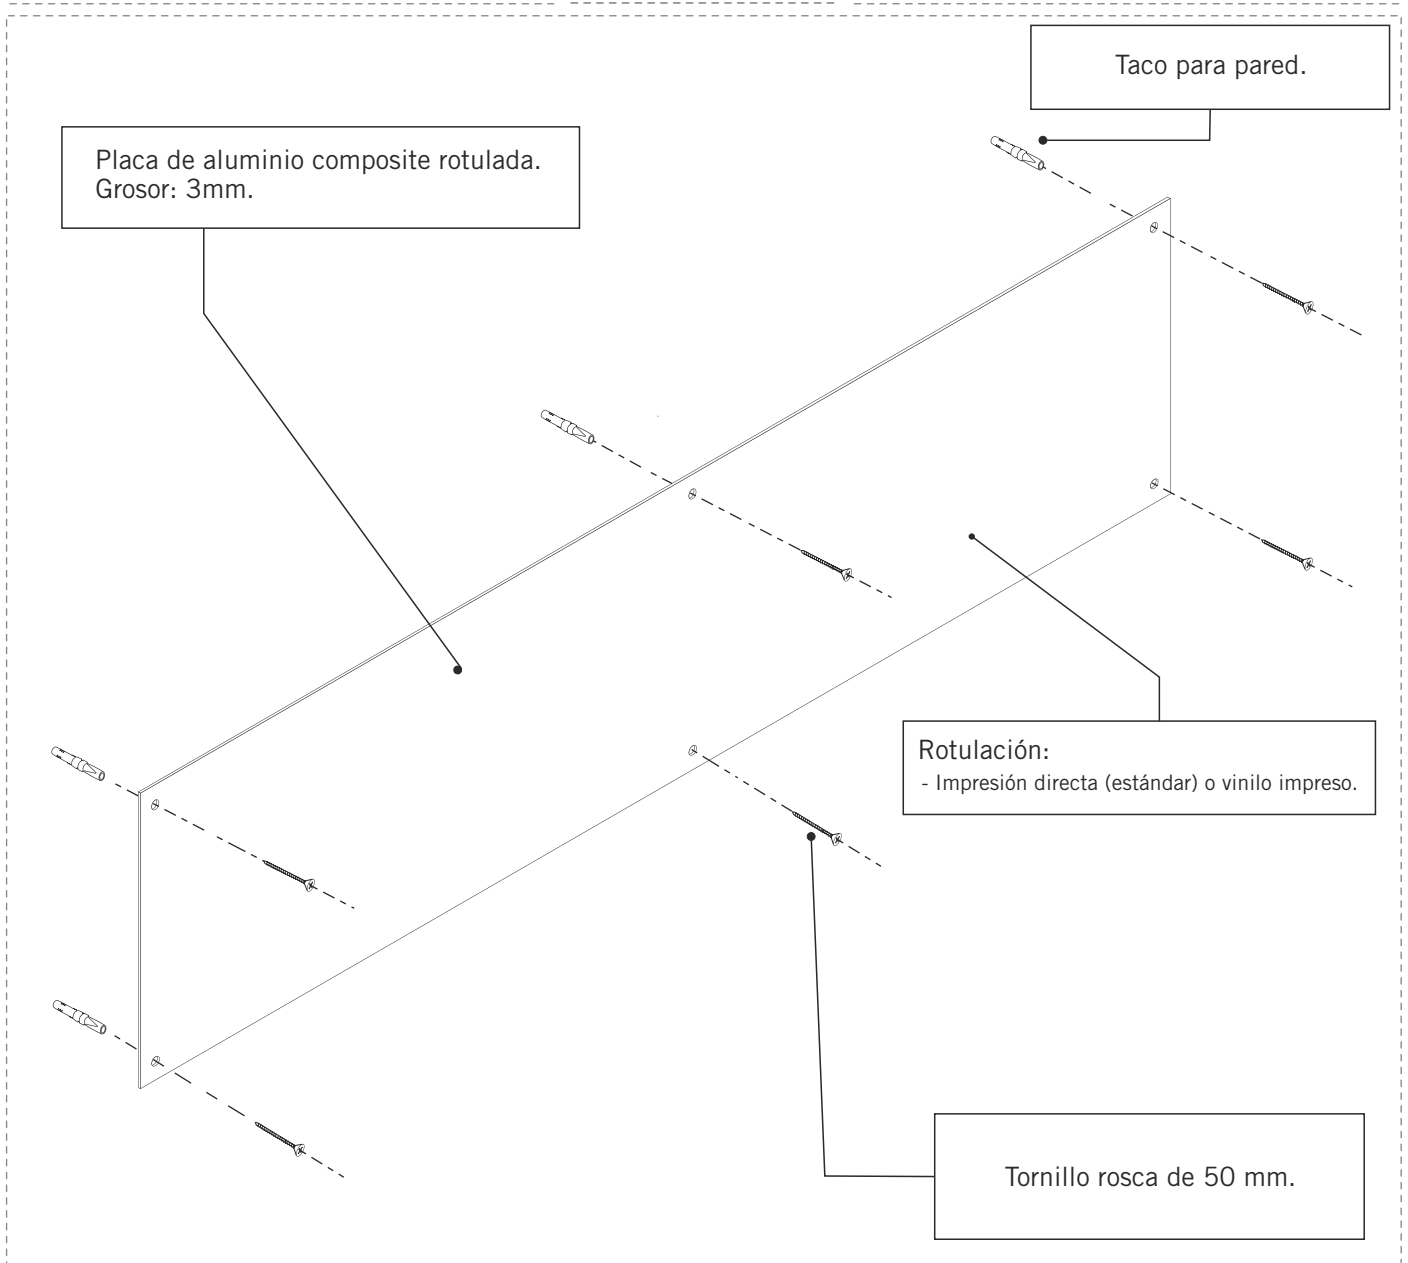 Taco para pared.
Placa de aluminio composite rotulada.
Grosor: 3mm.
Rotulación:
- Impresión directa (estándar) o vinilo impreso.
Tornillo rosca de 50 mm.